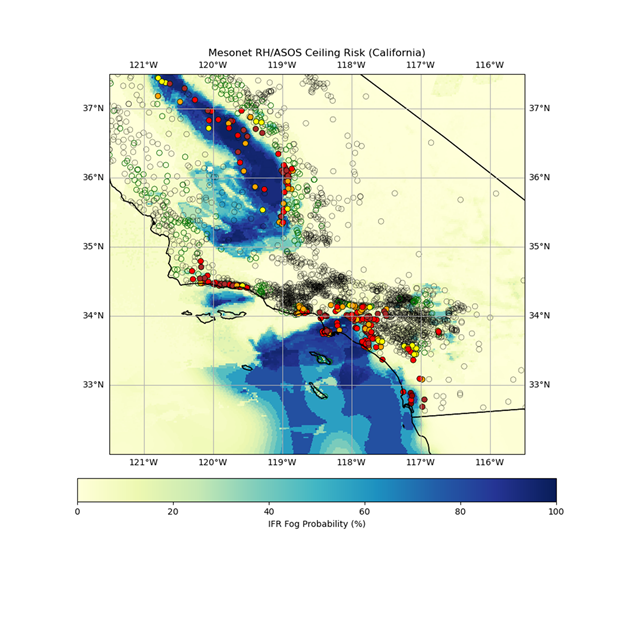 Mesonet RH/ASOS Ceiling Risk (California)
121°W 120°W 119°W 118°W 117°W 116°W
37°N 37°N
36°N 36°N
35°N 35°N
34°N 34°N
33°N 33°N
121°W 120°W 119°W 118°W 117°W 116°W
0 20 40 60 80 100
IFR Fog Probability (%)